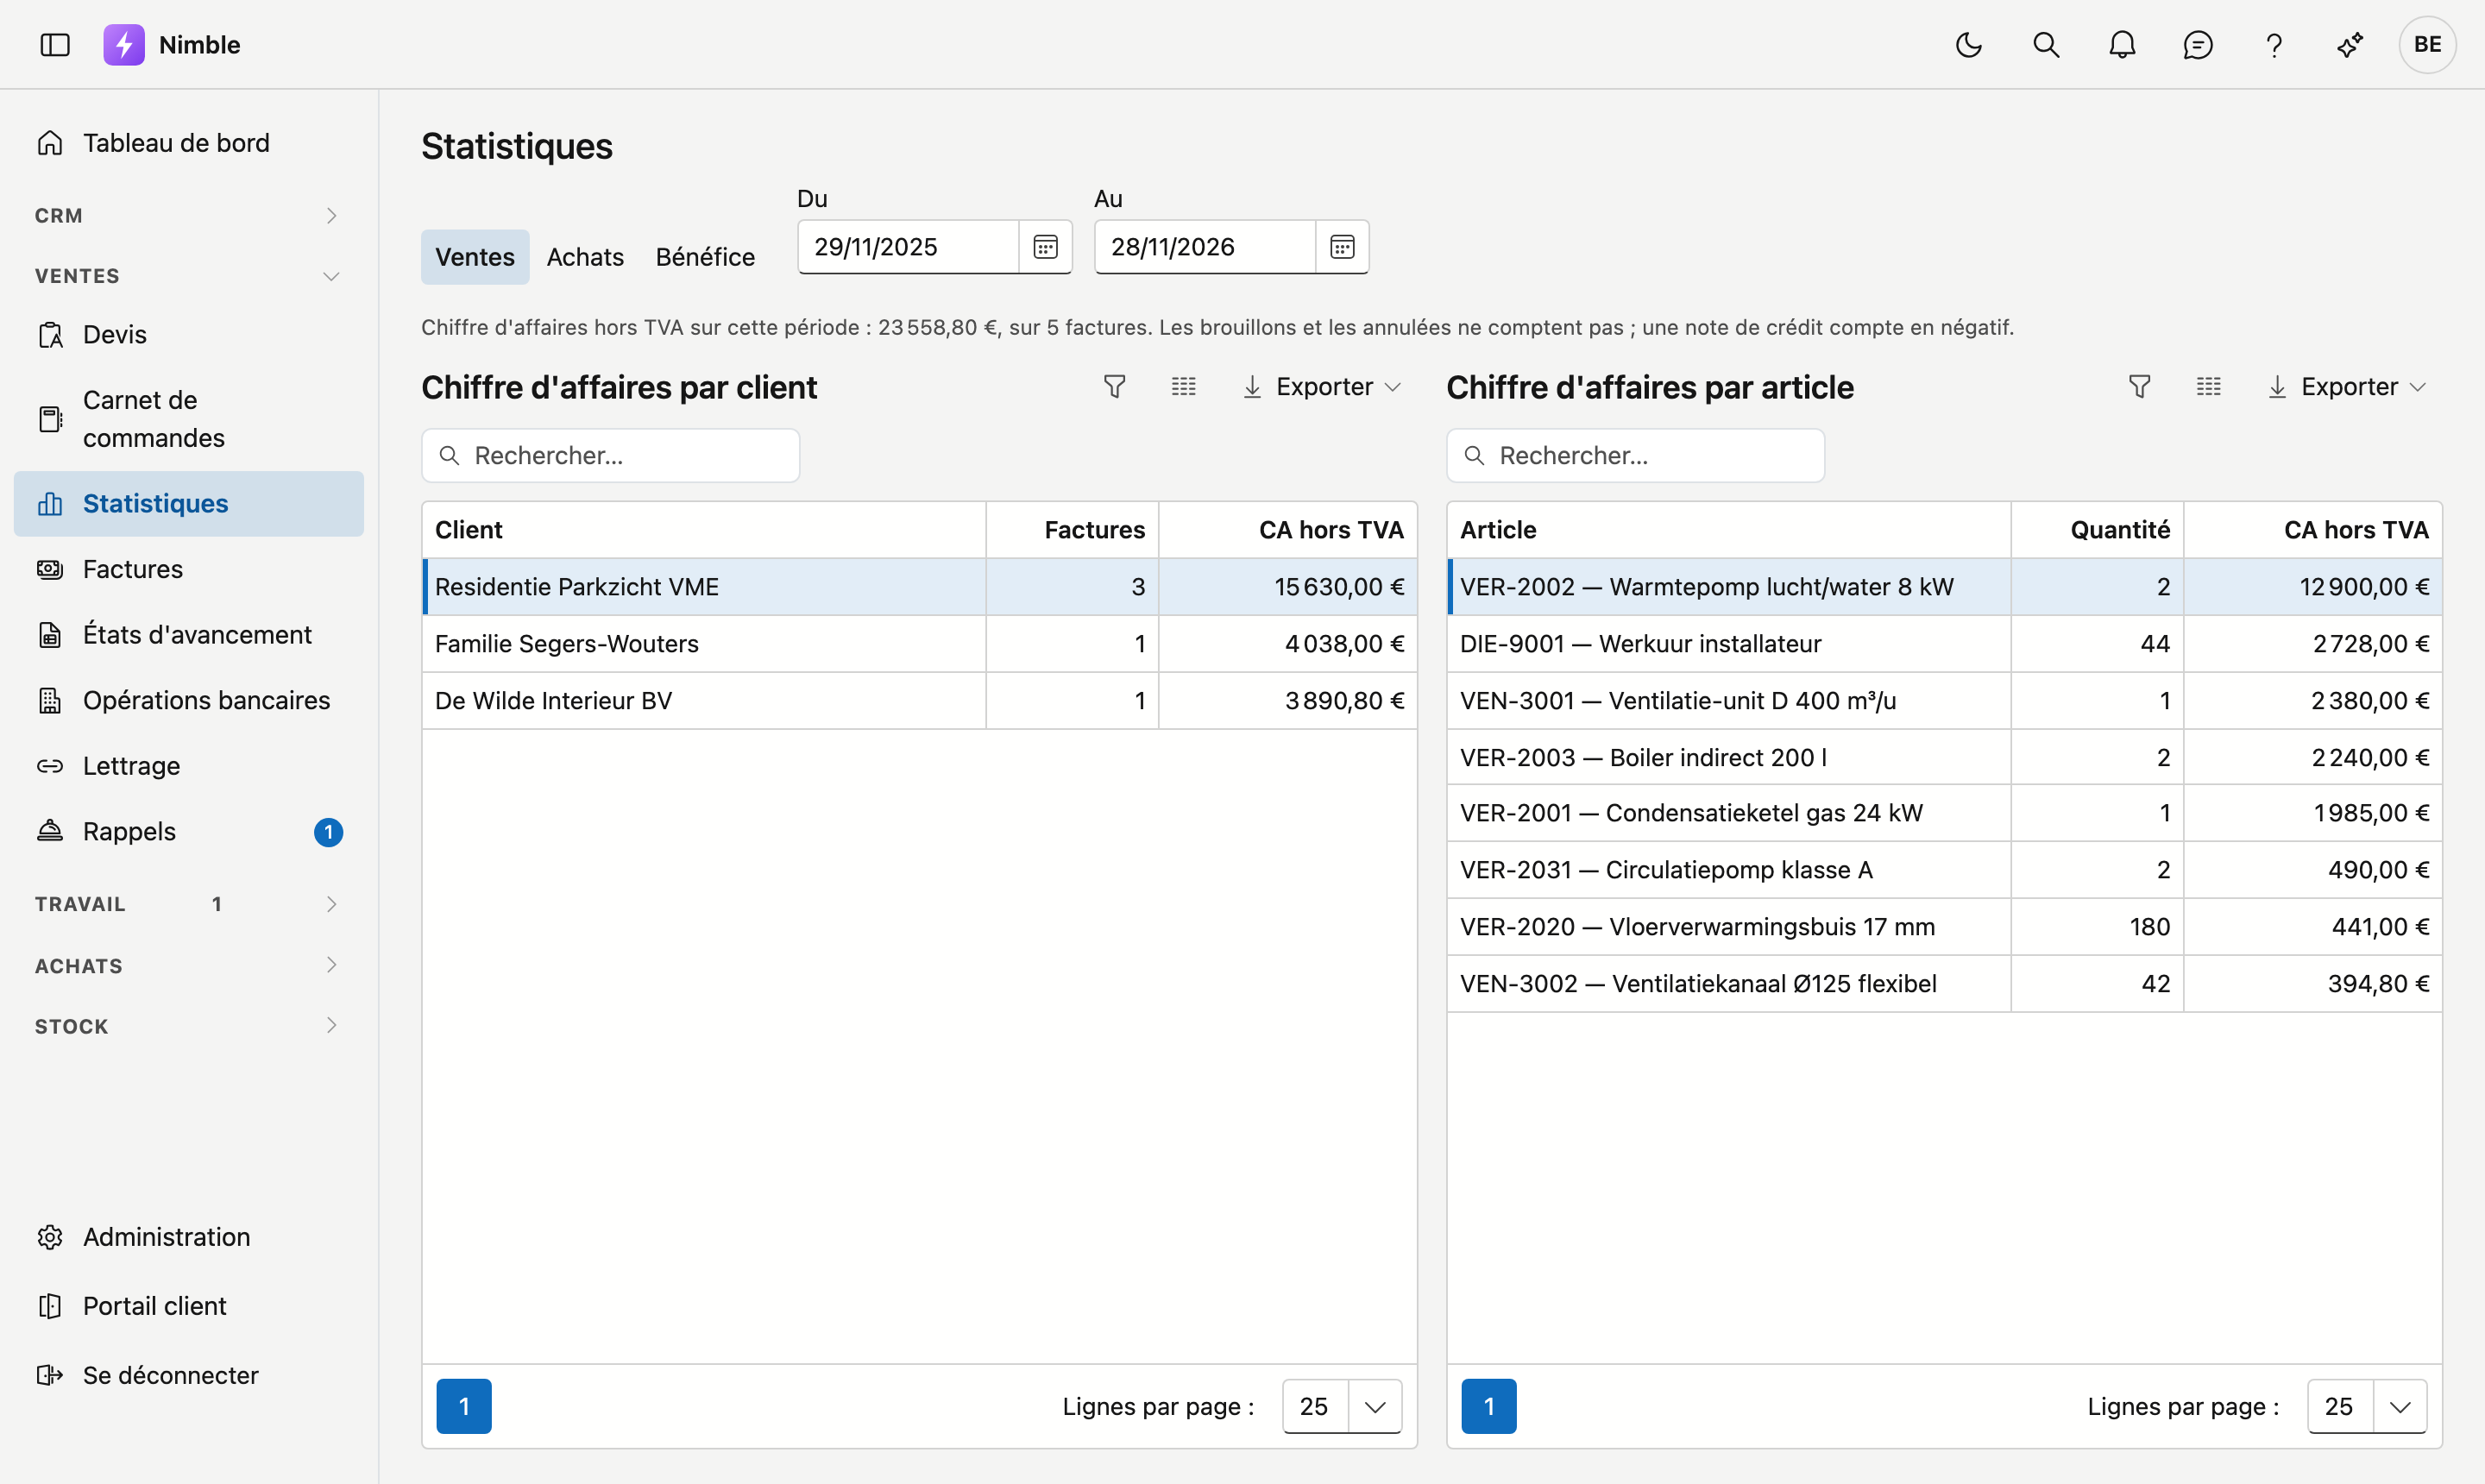 Nimble
BE
Tableau de bord
CRM
VENTES
Devis
Carnet de
commandes
Statistiques
Factures
États d'avancement
Opérations bancaires
Lettrage
Rappels 1
TRAVAIL 1
ACHATS
STOCK
Administration
Portail client
Se déconnecter
Statistiques
Du Au
Ventes Achats Bénéfice 29/11/2025 28/11/2026
Chiffre d'affaires hors TVA sur cette période : 23 558,80 €, sur 5 factures. Les brouillons et les annulées ne comptent pas ; une note de crédit compte en négatif.
Chiffre d'affaires par client Exporter
Rechercher...
Client Factures CA hors TVA
Residentie Parkzicht VME 3 15 630,00 €
Familie Segers-Wouters 1 4 038,00 €
De Wilde Interieur BV 1 3 890,80 €
1 Lignes par page : 25
Chiffre d'affaires par article Exporter
Rechercher...
Article Quantité CA hors TVA
VER-2002 — Warmtepomp lucht/water 8 kW 2 12 900,00 €
DIE-9001 — Werkuur installateur 44 2 728,00 €
VEN-3001 — Ventilatie-unit D 400 m³/u 1 2 380,00 €
VER-2003 — Boiler indirect 200 l 2 2 240,00 €
VER-2001 — Condensatieketel gas 24 kW 1 1 985,00 €
VER-2031 — Circulatiepomp klasse A 2 490,00 €
VER-2020 — Vloerverwarmingsbuis 17 mm 180 441,00 €
VEN-3002 — Ventilatiekanaal Ø125 flexibel 42 394,80 €
1 Lignes par page : 25